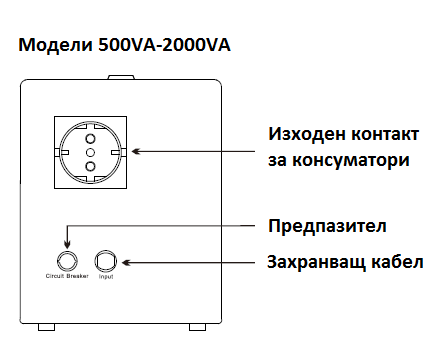 Модели 500VA-2000VA
Изходен контакт
за консуматори
Предпазител
Захранващ кабел
Circuit Breaker
Input